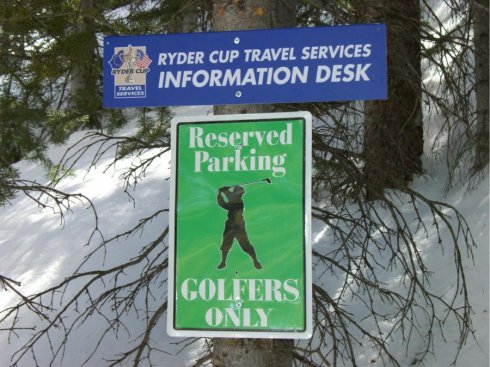 RYDER CUP TRAVEL SERVICES
INFORMATION DESK
RYDER CUP
TRAVEL
SERVICES
Reserved
Parking
GOLFERS
ONLY